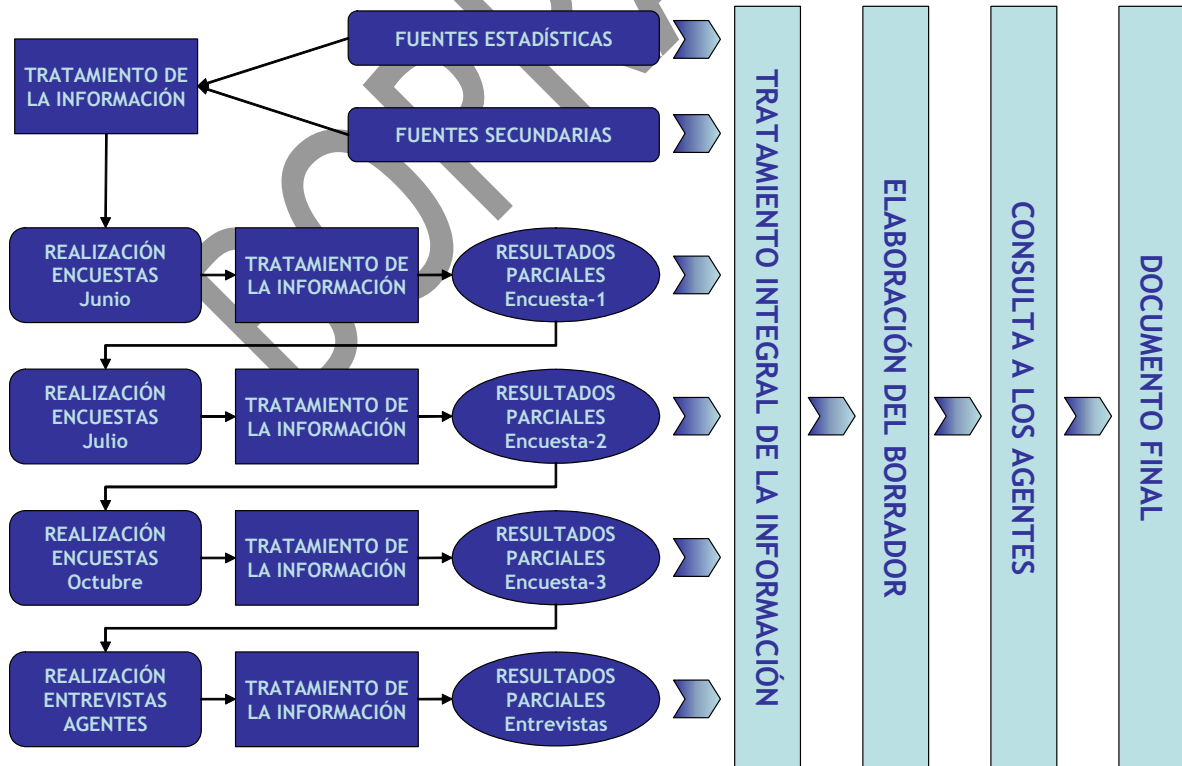 FUENTES ESTADÍSTICAS
TRATAMIENTO DE
LA INFORMACIÓN
FUENTES SECUNDARIAS
REALIZACIÓN
ENCUESTAS
Junio
TRATAMIENTO DE
LA INFORMACIÓN
RESULTADOS
PARCIALES
Encuesta-1
REALIZACIÓN
ENCUESTAS
Julio
TRATAMIENTO DE
LA INFORMACIÓN
RESULTADOS
PARCIALES
Encuesta-2
REALIZACIÓN
ENCUESTAS
Octubre
TRATAMIENTO DE
LA INFORMACIÓN
RESULTADOS
PARCIALES
Encuesta-3
REALIZACIÓN
ENTREVISTAS
AGENTES
TRATAMIENTO DE
LA INFORMACIÓN
RESULTADOS
PARCIALES
Entrevistas
TRATAMIENTO INTEGRAL DE LA INFORMACIÓN
ELABORACIÓN DEL BORRADOR
CONSULTA A LOS AGENTES
DOCUMENTO FINAL